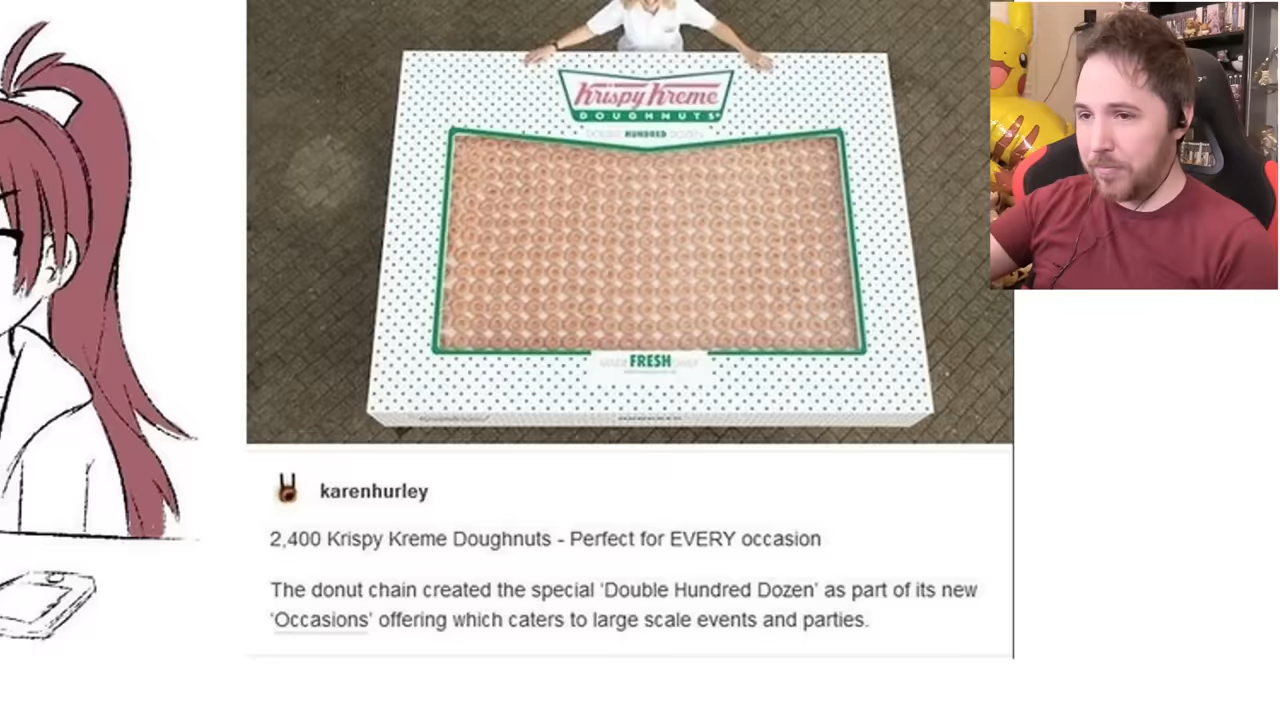 Krispy Kreme
DOUGHNUTS
DOUBLE HUNDRED DOZEN
FRESH
karenhurley
2,400 Krispy Kreme Doughnuts - Perfect for EVERY occasion
The donut chain created the special 'Double Hundred Dozen' as part of its new
'Occasions' offering which caters to large scale events and parties.